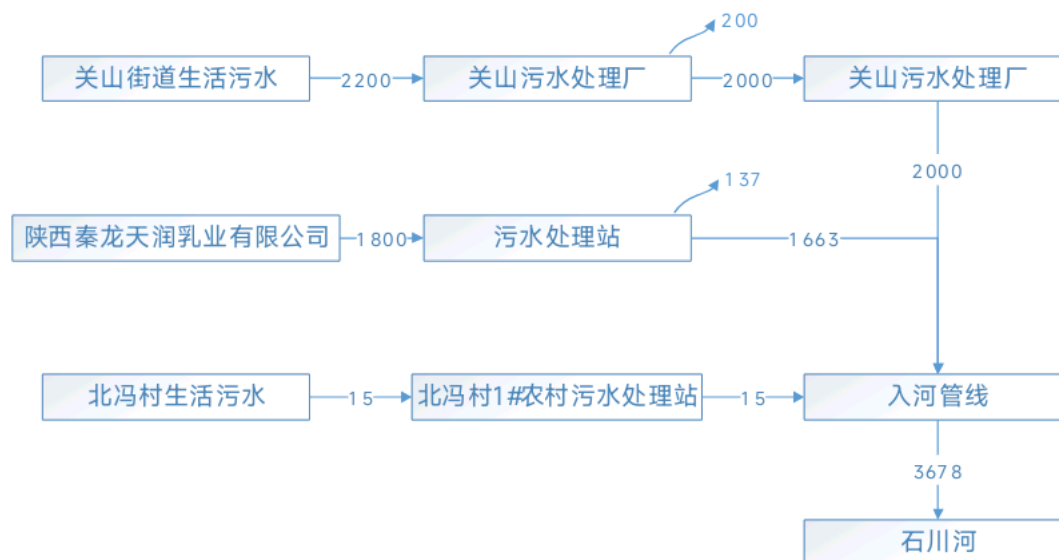 200
关山街道生活污水
2200
关山污水处理厂
2000
关山污水处理厂
2000
137
陕西秦龙天润乳业有限公司
1800
污水处理站
1663
北冯村生活污水
15
北冯村1#农村污水处理站
15
入河管线
3678
石川河